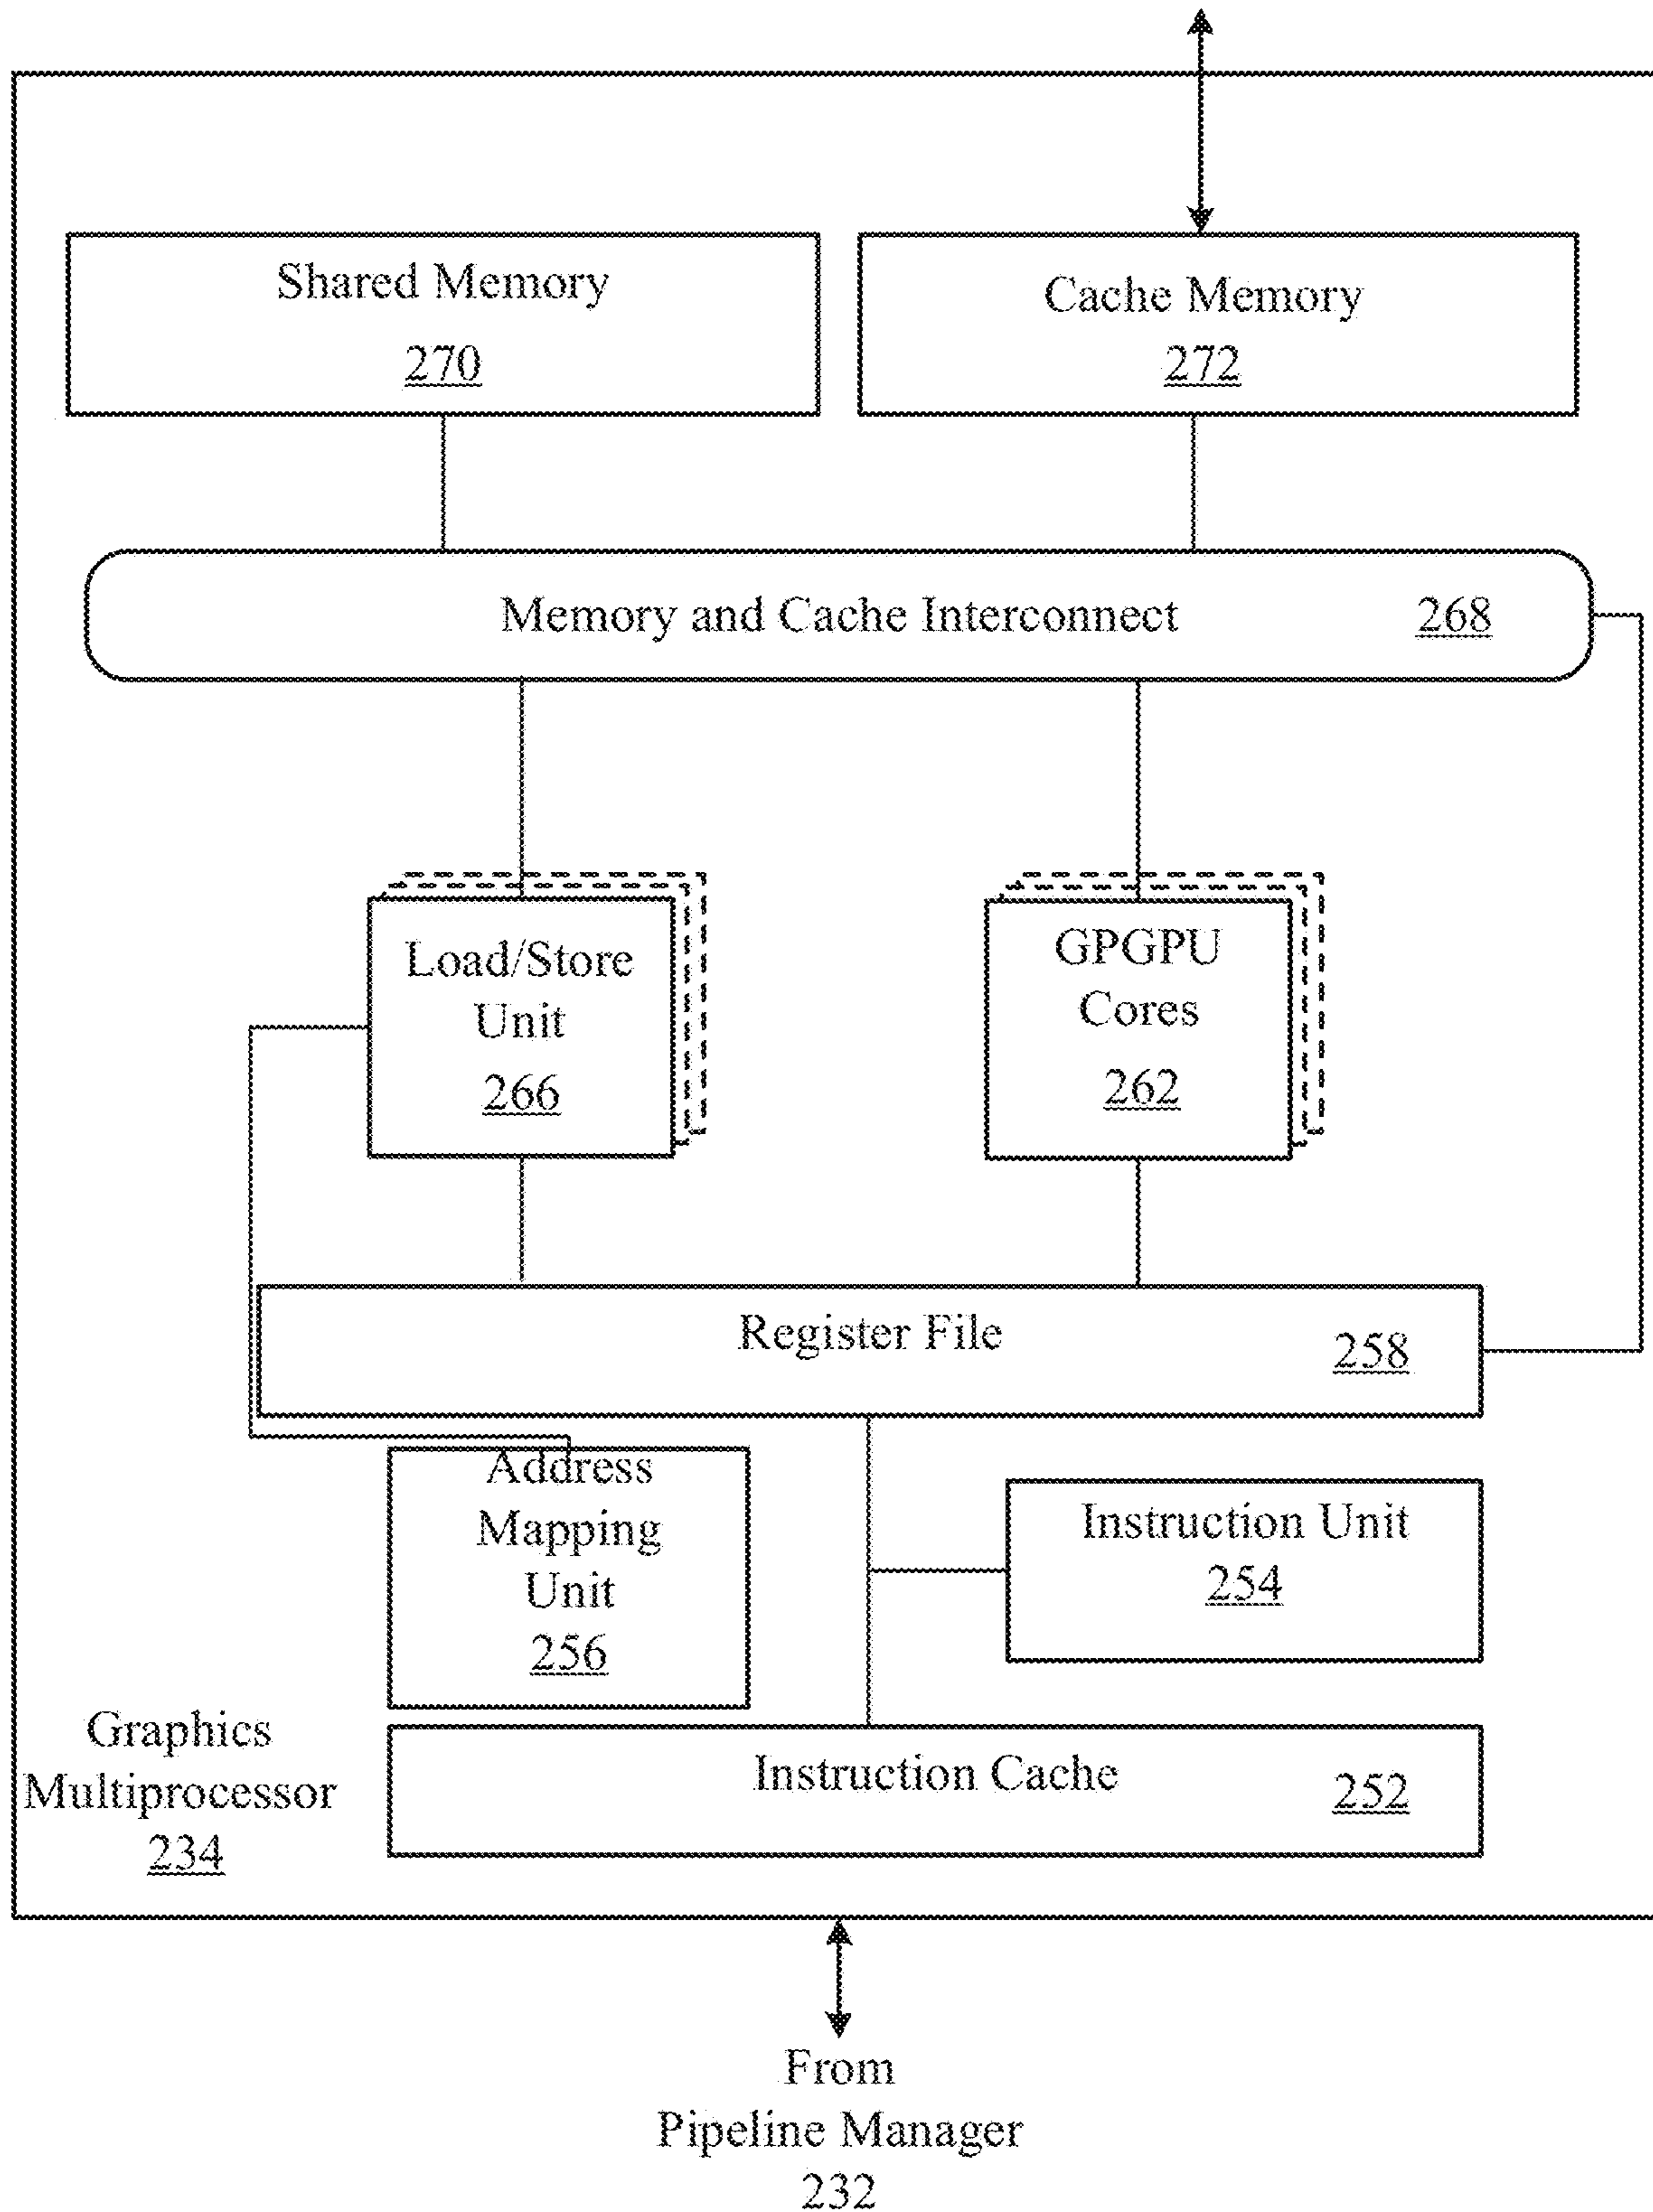 Shared Memory
270
Cache Memory
272
Memory and Cache Interconnect 268
Load/Store
Unit
266
GPGPU
Cores
262
Register File 258
Address
Mapping
Unit
256
Instruction Unit
254
Graphics
Multiprocessor
234
Instruction Cache 252
From
Pipeline Manager
232